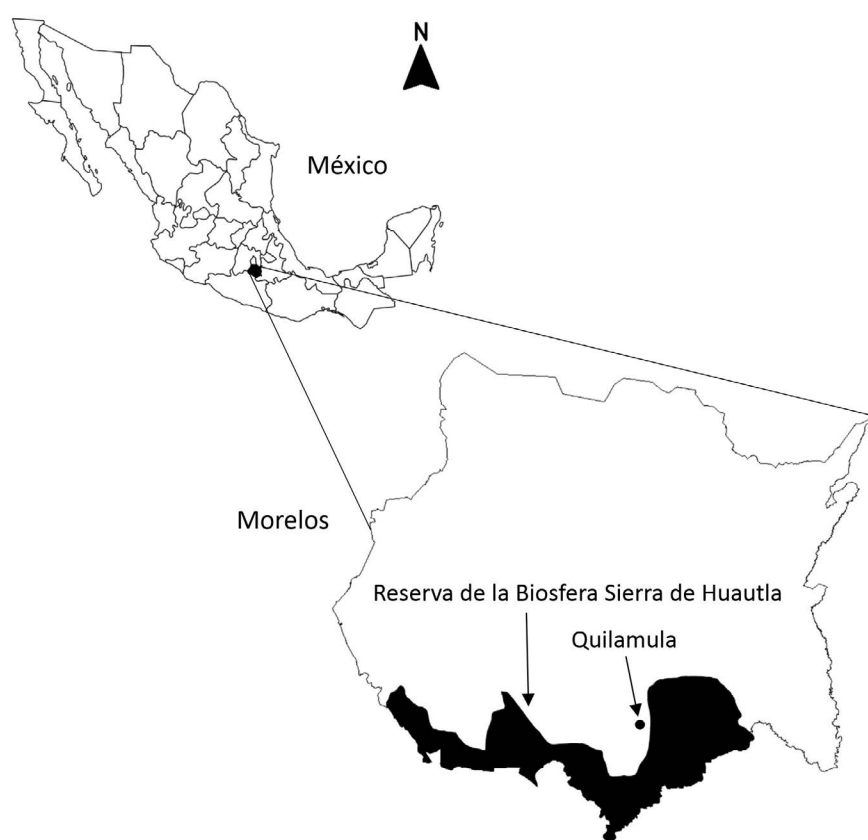 N
México
Morelos
Reserva de la Biosfera Sierra de Huautla
Quilamula